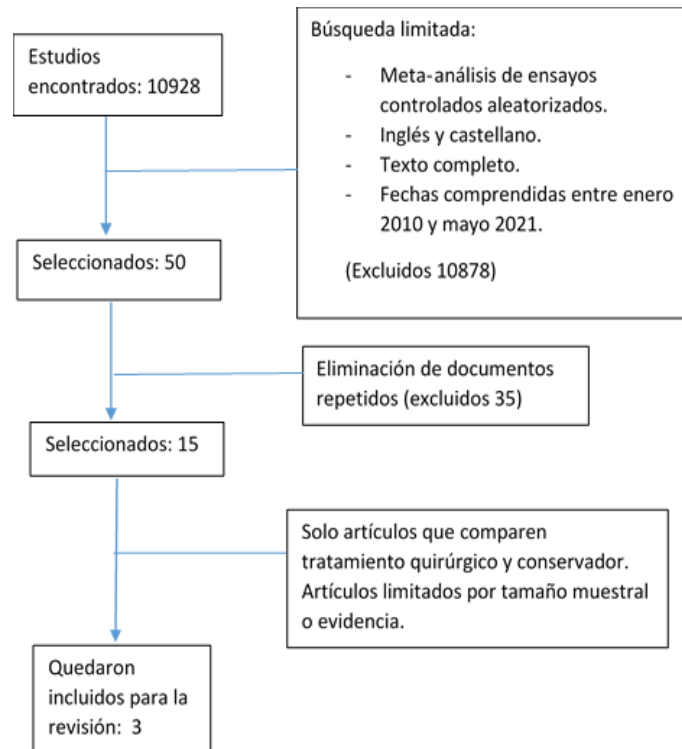 Estudios
encontrados: 10928
Búsqueda limitada:
- Meta-análisis de ensayos
controlados aleatorizados.
- Inglés y castellano.
- Texto completo.
- Fechas comprendidas entre enero
2010 y mayo 2021.
(Excluidos 10878)
Seleccionados: 50
Eliminación de documentos
repetidos (excluidos 35)
Seleccionados: 15
Solo artículos que comparen
tratamiento quirúrgico y conservador.
Artículos limitados por tamaño muestral
o evidencia.
Quedaron
incluidos para la
revisión: 3